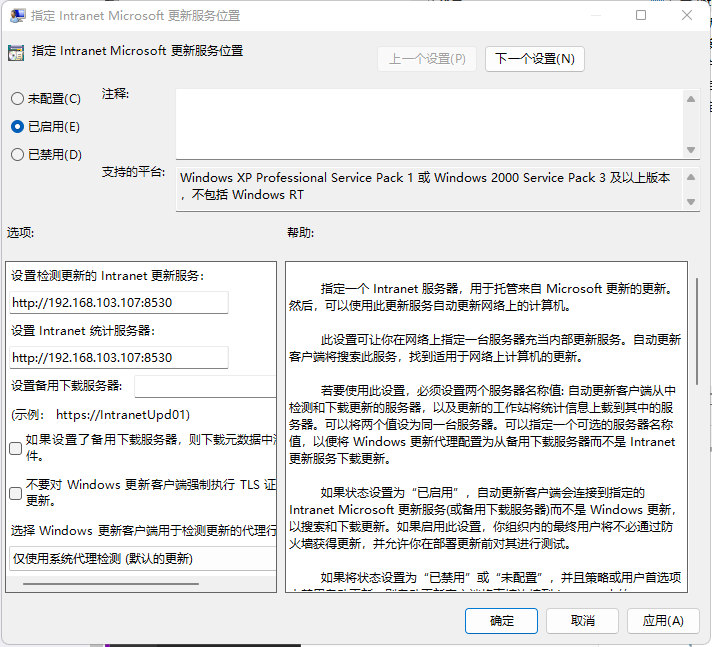 指定 Intranet Microsoft 更新服务位置
指定 Intranet Microsoft 更新服务位置
上一个设置(P)
下一个设置(N)
未配置(C)
已启用(E)
已禁用(D)
注释:
支持的平台:
Windows XP Professional Service Pack 1 或 Windows 2000 Service Pack 3 及以上版本
，不包括 Windows RT
选项:
帮助:
设置检测更新的 Intranet 更新服务:
http://192.168.103.107:8530
设置 Intranet 统计服务器:
http://192.168.103.107:8530
设置备用下载服务器:
(示例: https://IntranetUpd01)
如果设置了备用下载服务器，则下载元数据中
件。
不要对 Windows 更新客户端强制执行 TLS 证
更新。
选择 Windows 更新客户端用于检测更新的代理行
仅使用系统代理检测 (默认的更新)
指定一个 Intranet 服务器，用于托管来自 Microsoft 更新的更新。
然后，可以使用此更新服务自动更新网络上的计算机。
此设置可让你在网络上指定一台服务器充当内部更新服务。自动更新
客户端将搜索此服务，找到适用于网络上计算机的更新。
若要使用此设置，必须设置两个服务器名称值: 自动更新客户端从中
检测和下载更新的服务器，以及更新的工作站将统计信息上载到其中的服
务器。可以将两个值设为同一台服务器。可以指定一个可选的服务器名称
值，以便将 Windows 更新代理配置为从备用下载服务器而不是 Intranet
更新服务下载更新。
如果状态设置为“已启用”，自动更新客户端会连接到指定的
Intranet Microsoft 更新服务(或备用下载服务器)而不是 Windows 更新，
以搜索和下载更新。如果启用此设置，你组织内的最终用户将不必通过防
火墙获得更新，并允许你在部署更新前对其进行测试。
如果将状态设置为“已禁用”或“未配置”，并且策略或用户首选项
确定
取消
应用(A)